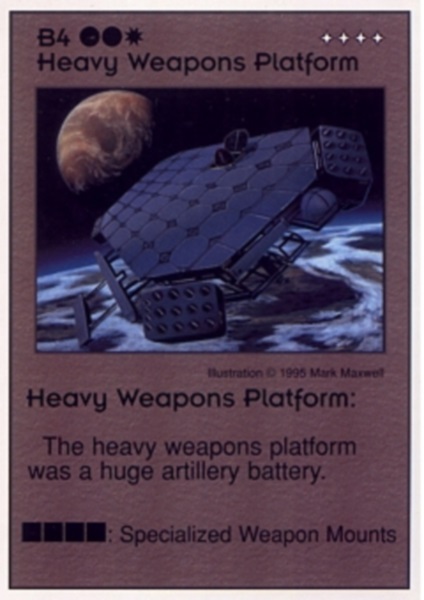 B4
Heavy Weapons Platform
Illustration © 1995 Mark Maxwell
Heavy Weapons Platform:
The heavy weapons platform
was a huge artillery battery.
: Specialized Weapon Mounts